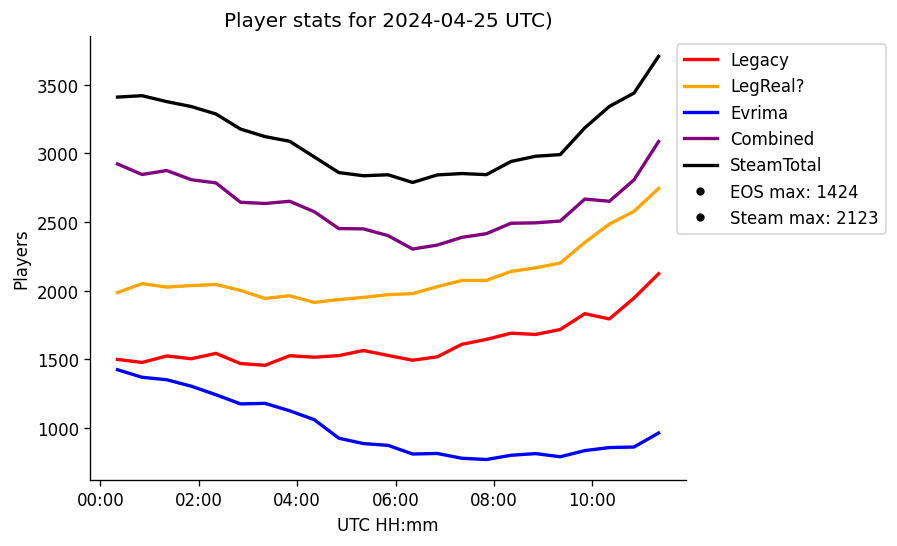 Player stats for 2024-04-25 UTC)
Legacy
LegReal?
Evrima
Combined
SteamTotal
EOS max: 1424
Steam max: 2123
Players
3500
3000
2500
2000
1500
1000
00:00 02:00 04:00 06:00 08:00 10:00
UTC HH:mm